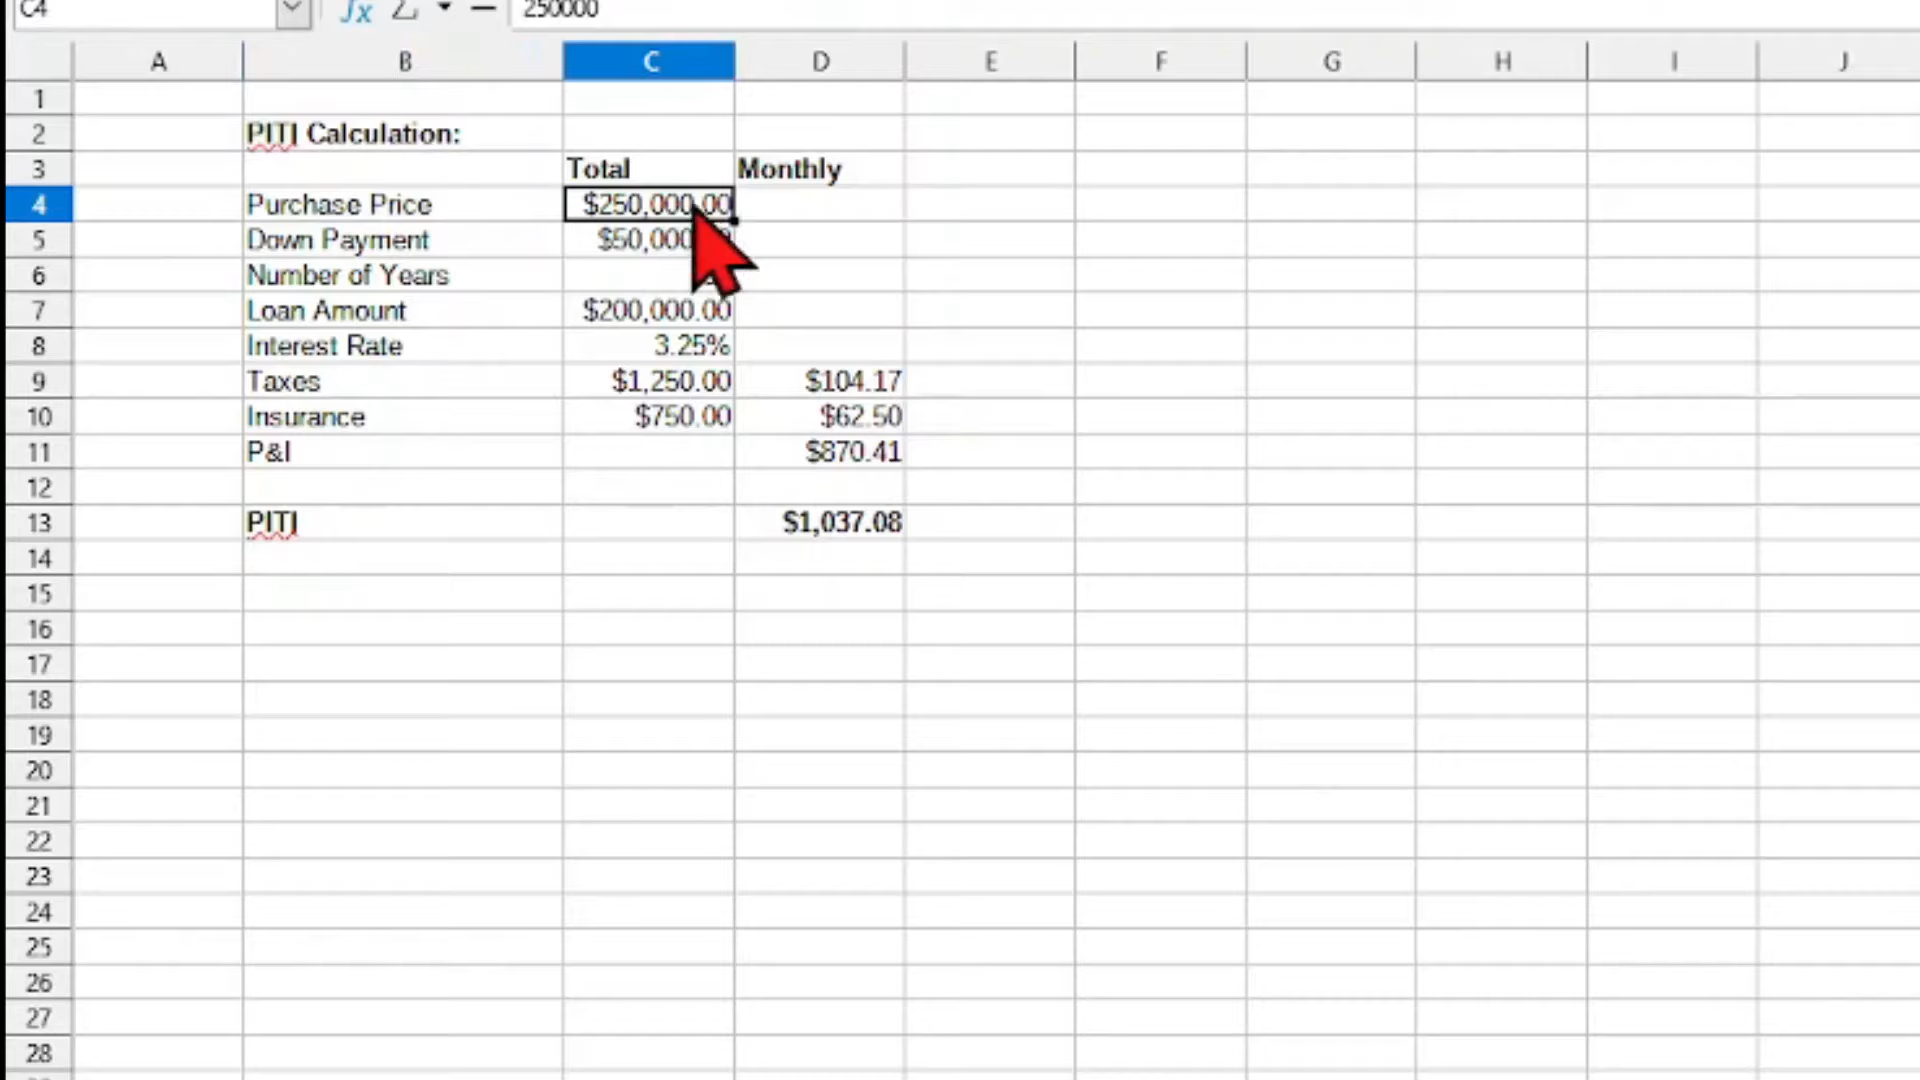 C4 fx Σ 250000
A B C D E F G H I J
1
2 PITI Calculation:
3 Total Monthly
4 Purchase Price $250,000.00
5 Down Payment $50,000
6 Number of Years
7 Loan Amount $200,000.00
8 Interest Rate 3.25%
9 Taxes $1,250.00 $104.17
10 Insurance $750.00 $62.50
11 P&I $870.41
12
13 PITI $1,037.08
14
15
16
17
18
19
20
21
22
23
24
25
26
27
28